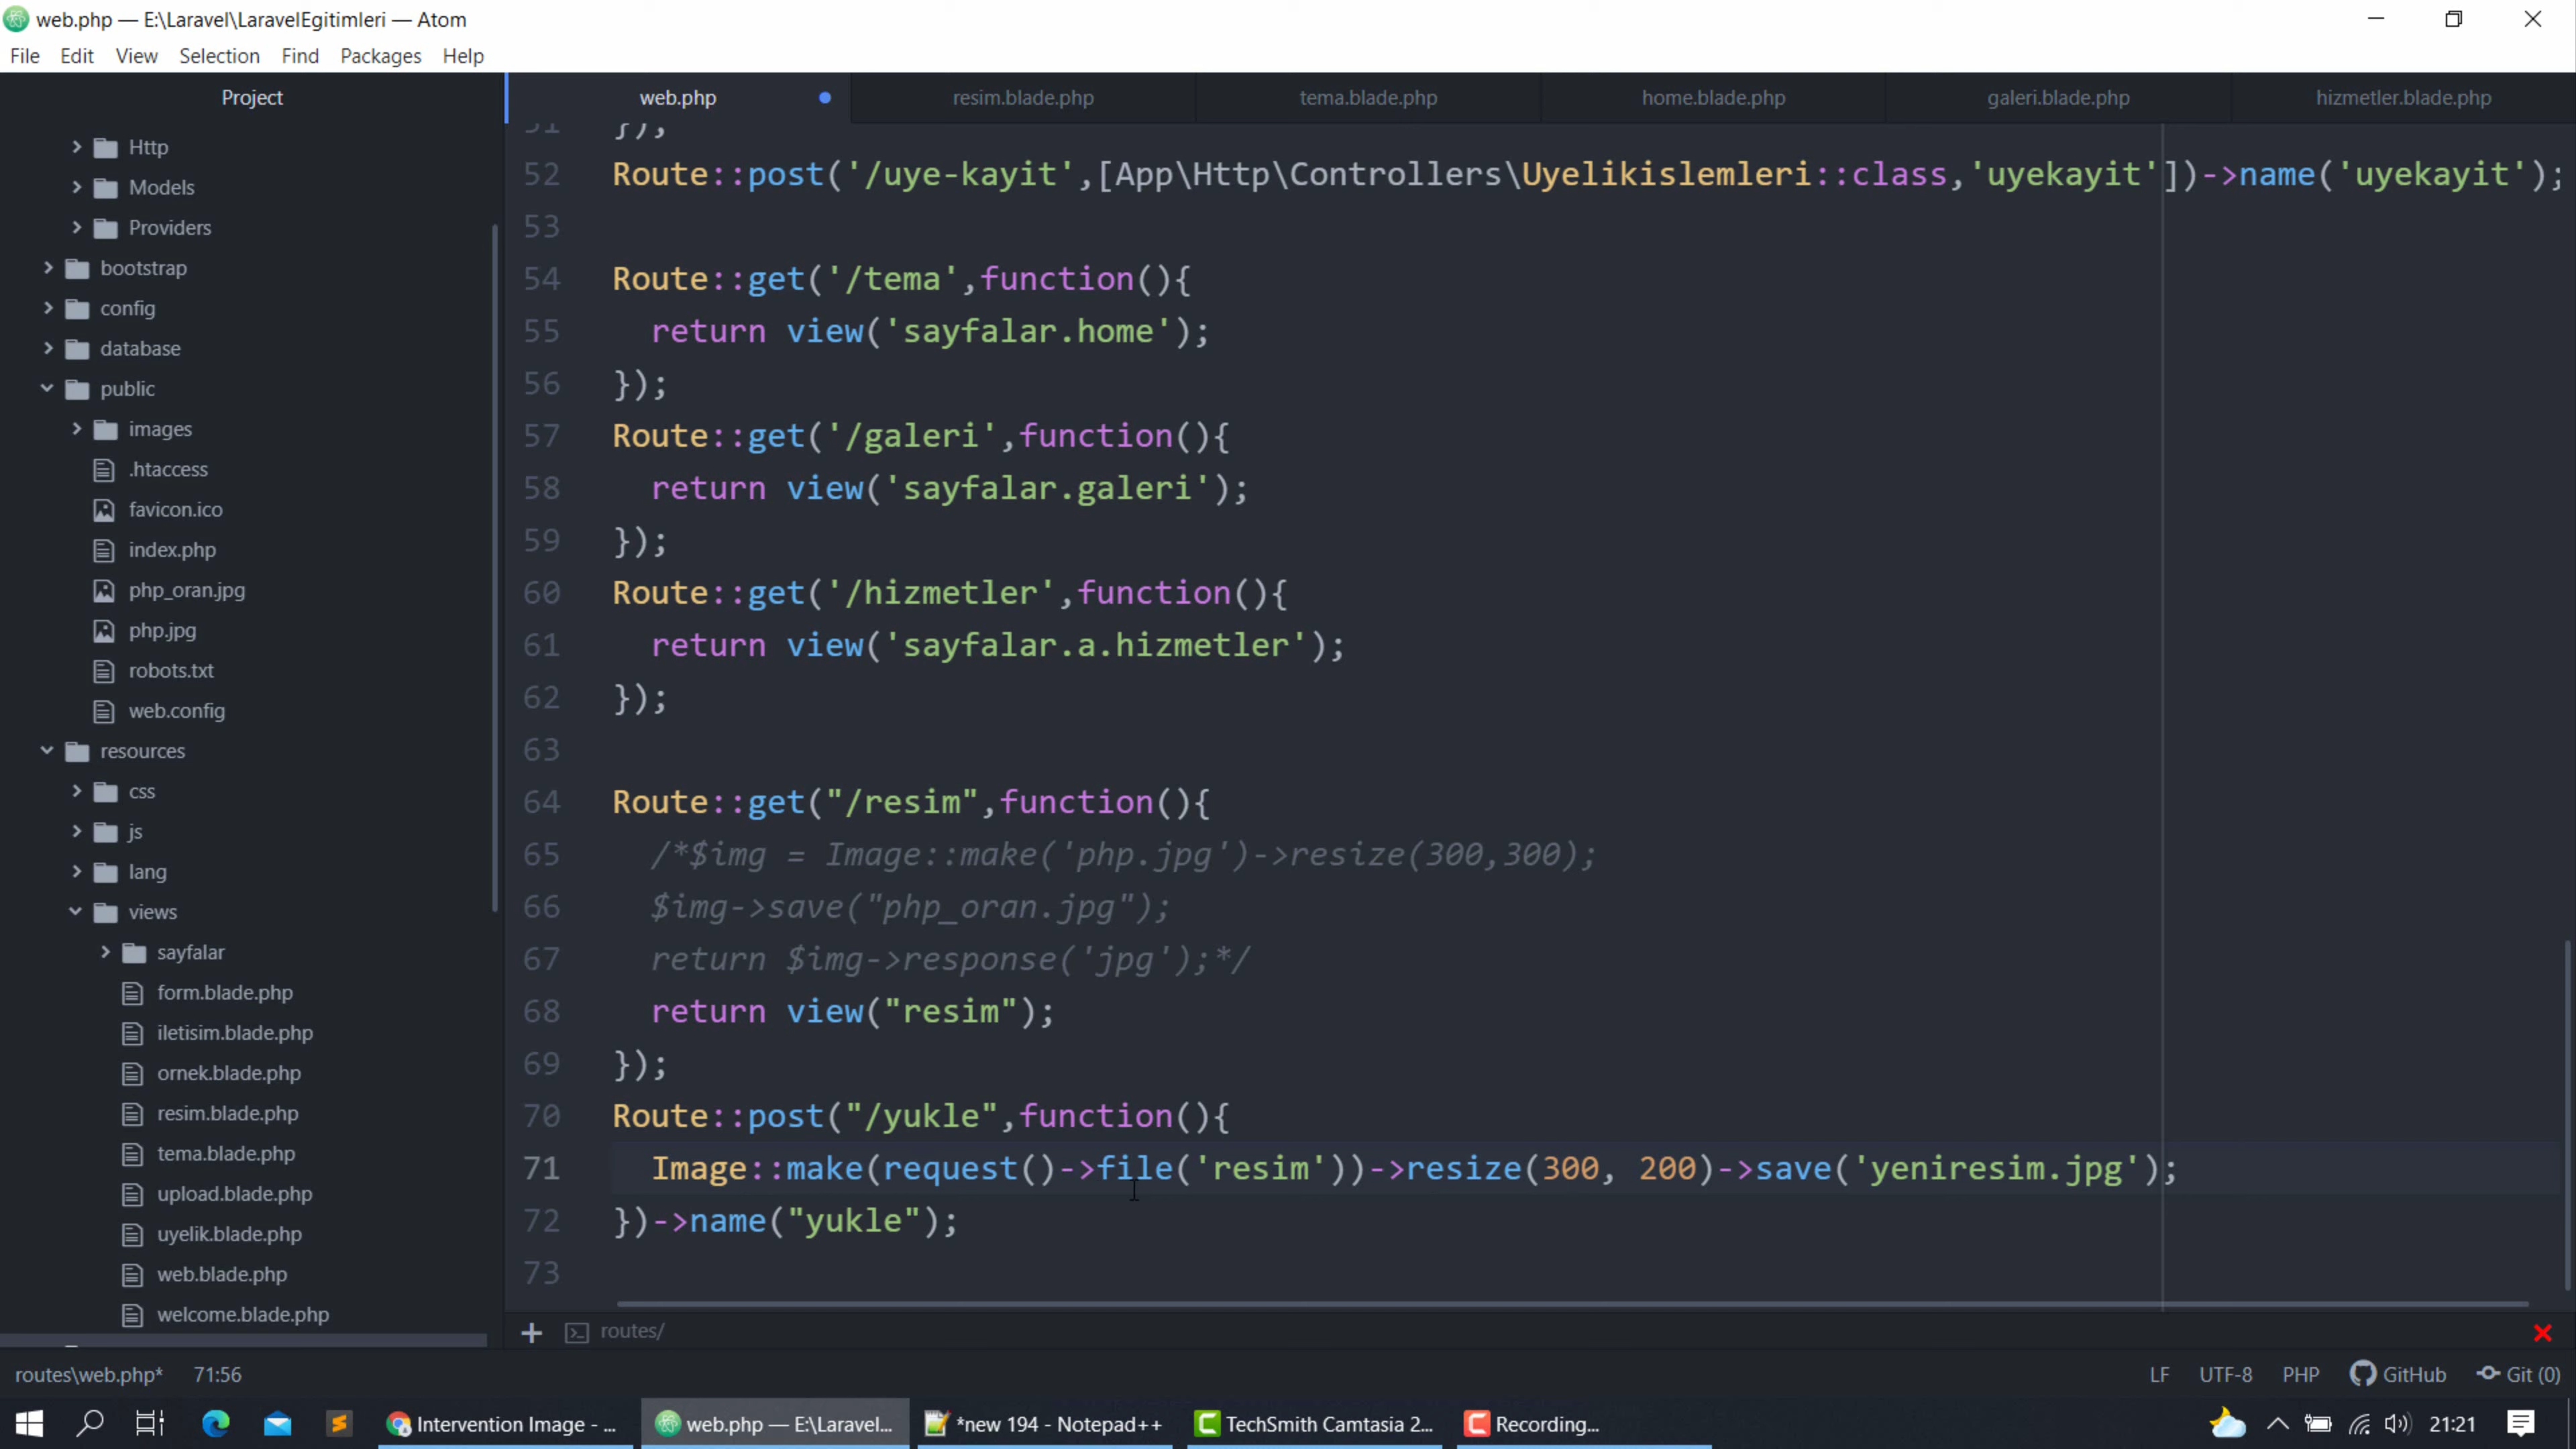 web.php — E:\Laravel\LaravelEgitimleri — Atom
File Edit View Selection Find Packages Help
Project
web.php resim.blade.php tema.blade.php home.blade.php galeri.blade.php hizmetler.blade.php
Http
Models
Providers
bootstrap
config
database
public
images
.htaccess
favicon.ico
index.php
php_oran.jpg
php.jpg
robots.txt
web.config
resources
css
js
lang
views
sayfalar
form.blade.php
iletisim.blade.php
ornek.blade.php
resim.blade.php
tema.blade.php
upload.blade.php
uyelik.blade.php
web.blade.php
welcome.blade.php
51 });
52 Route::post('/uye-kayit',[App\Http\Controllers\Uyelikislemleri::class,'uyekayit'])->name('uyekayit');
53
54 Route::get('/tema',function(){
55 return view('sayfalar.home');
56 });
57 Route::get('/galeri',function(){
58 return view('sayfalar.galeri');
59 });
60 Route::get('/hizmetler',function(){
61 return view('sayfalar.a.hizmetler');
62 });
63
64 Route::get("/resim",function(){
65 /*$img = Image::make('php.jpg')->resize(300,300);
66 $img->save("php_oran.jpg");
67 return $img->response('jpg');*/
68 return view("resim");
69 });
70 Route::post("/yukle",function(){
71 Image::make(request()->file('resim'))->resize(300, 200)->save('yeniresim.jpg');
72 })->name("yukle");
73
routes/
routes\web.php* 71:56 LF UTF-8 PHP GitHub Git (0)
Intervention Image - ... web.php — E:\Laravel... *new 194 - Notepad++ TechSmith Camtasia 2... Recording... 21:21